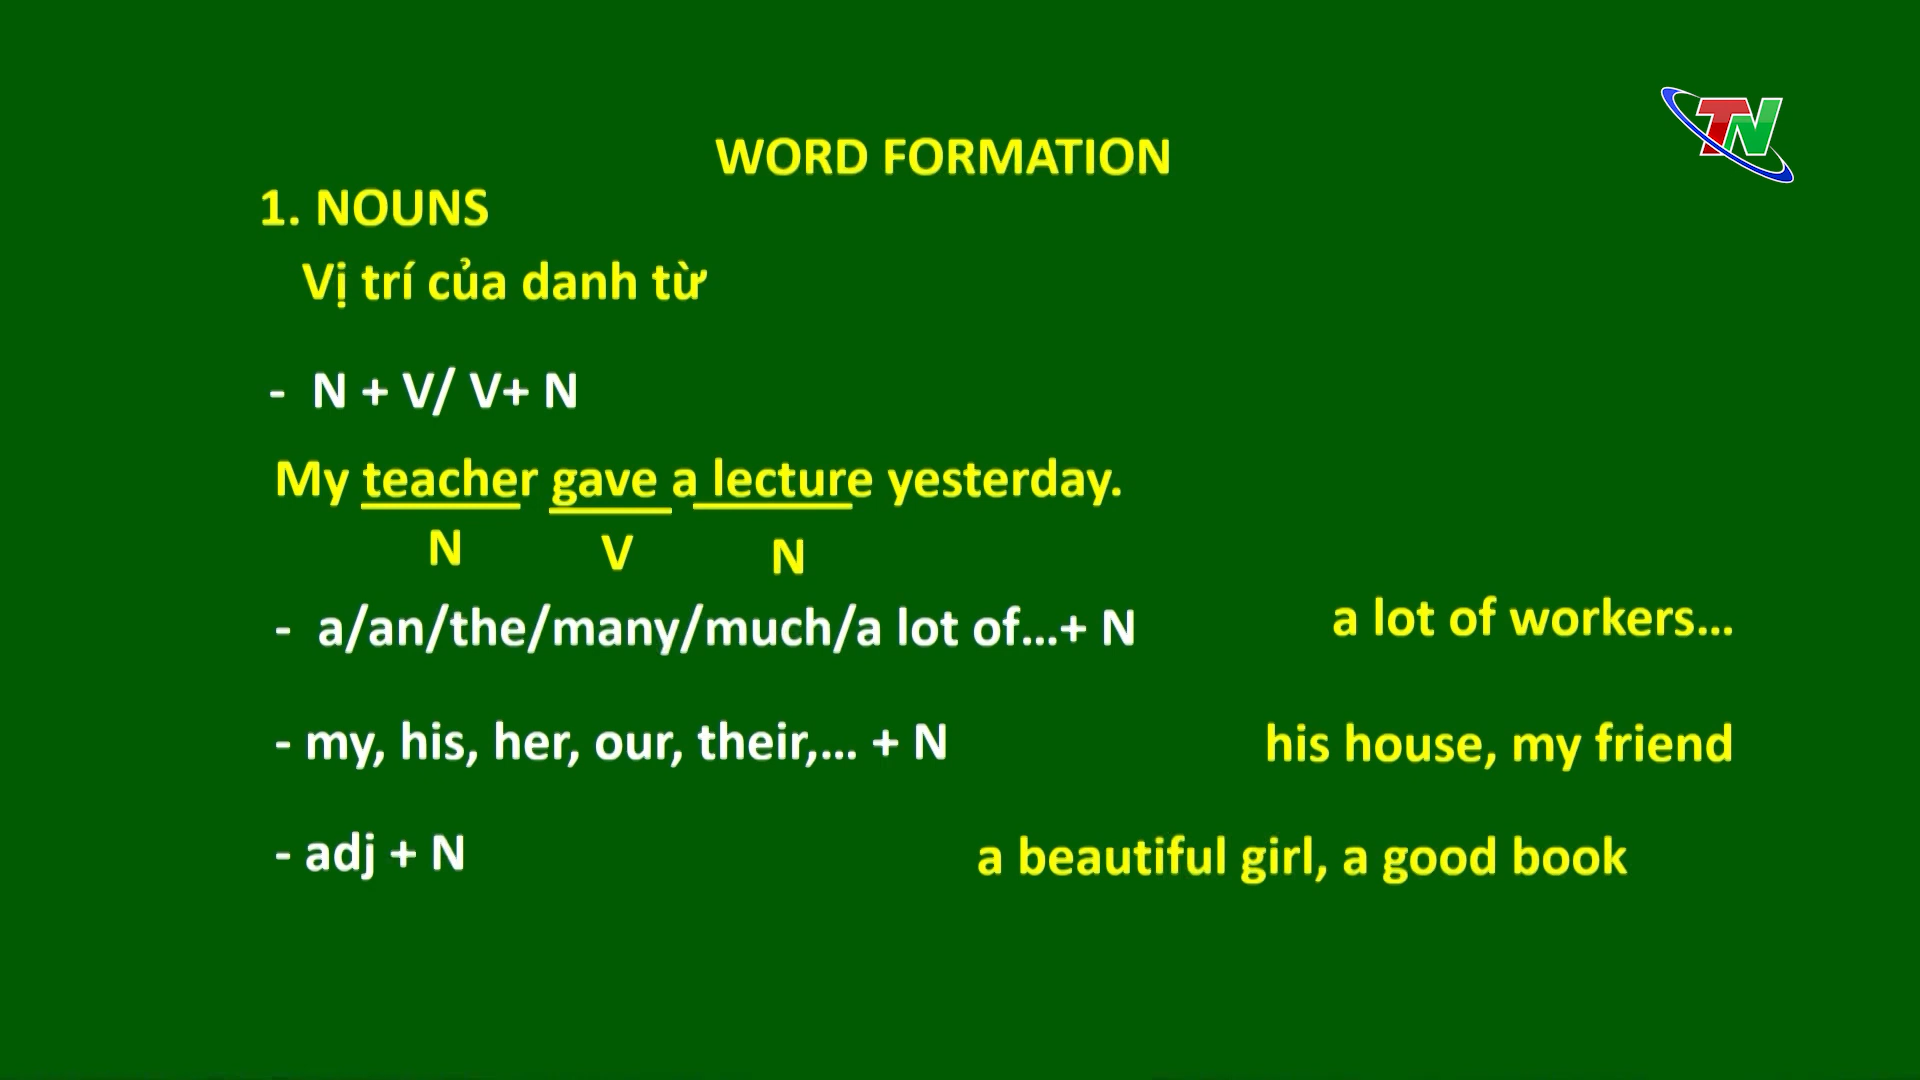 TN
WORD FORMATION
1. NOUNS
Vị trí của danh từ
- N + V/ V+ N
My teacher gave a lecture yesterday.
N V N
- a/an/the/many/much/a lot of...+ N a lot of workers...
- my, his, her, our, their,... + N his house, my friend
- adj + N a beautiful girl, a good book